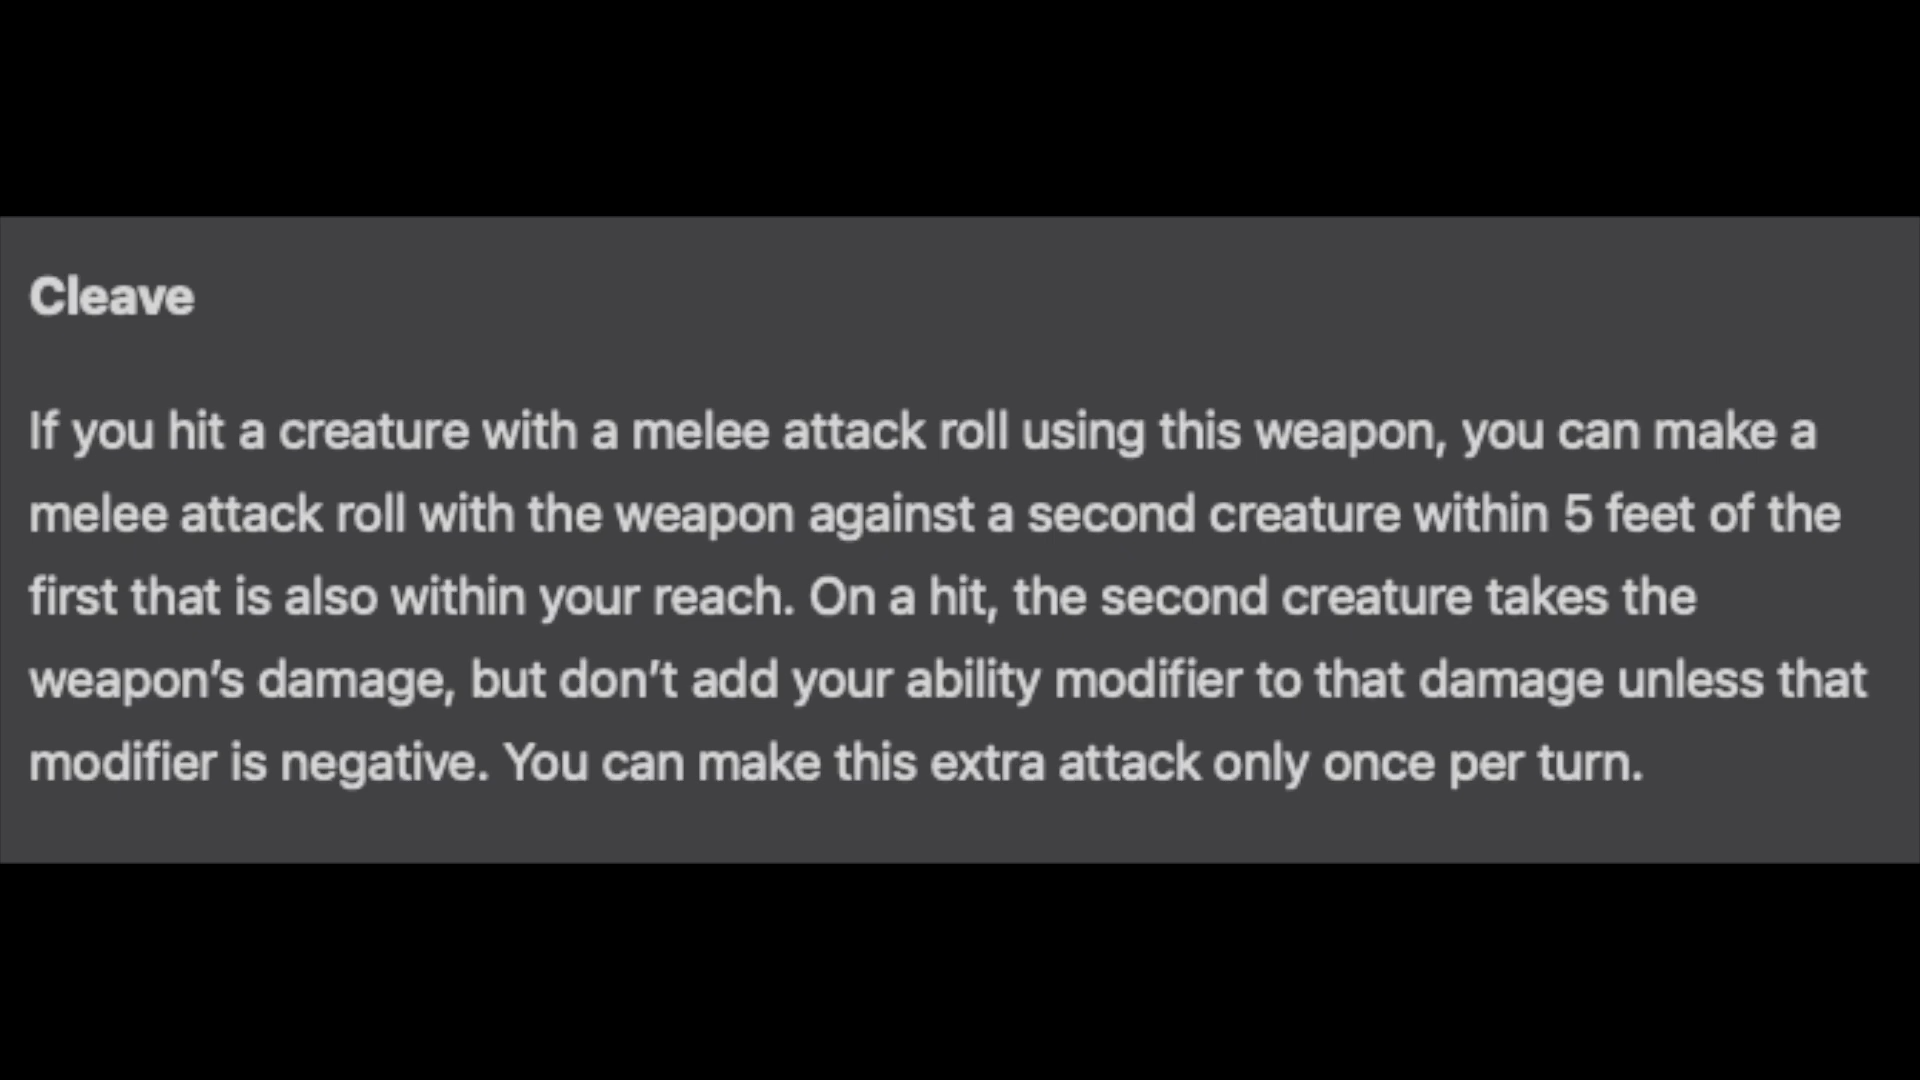 Cleave
If you hit a creature with a melee attack roll using this weapon, you can make a
melee attack roll with the weapon against a second creature within 5 feet of the
first that is also within your reach. On a hit, the second creature takes the
weapon’s damage, but don’t add your ability modifier to that damage unless that
modifier is negative. You can make this extra attack only once per turn.